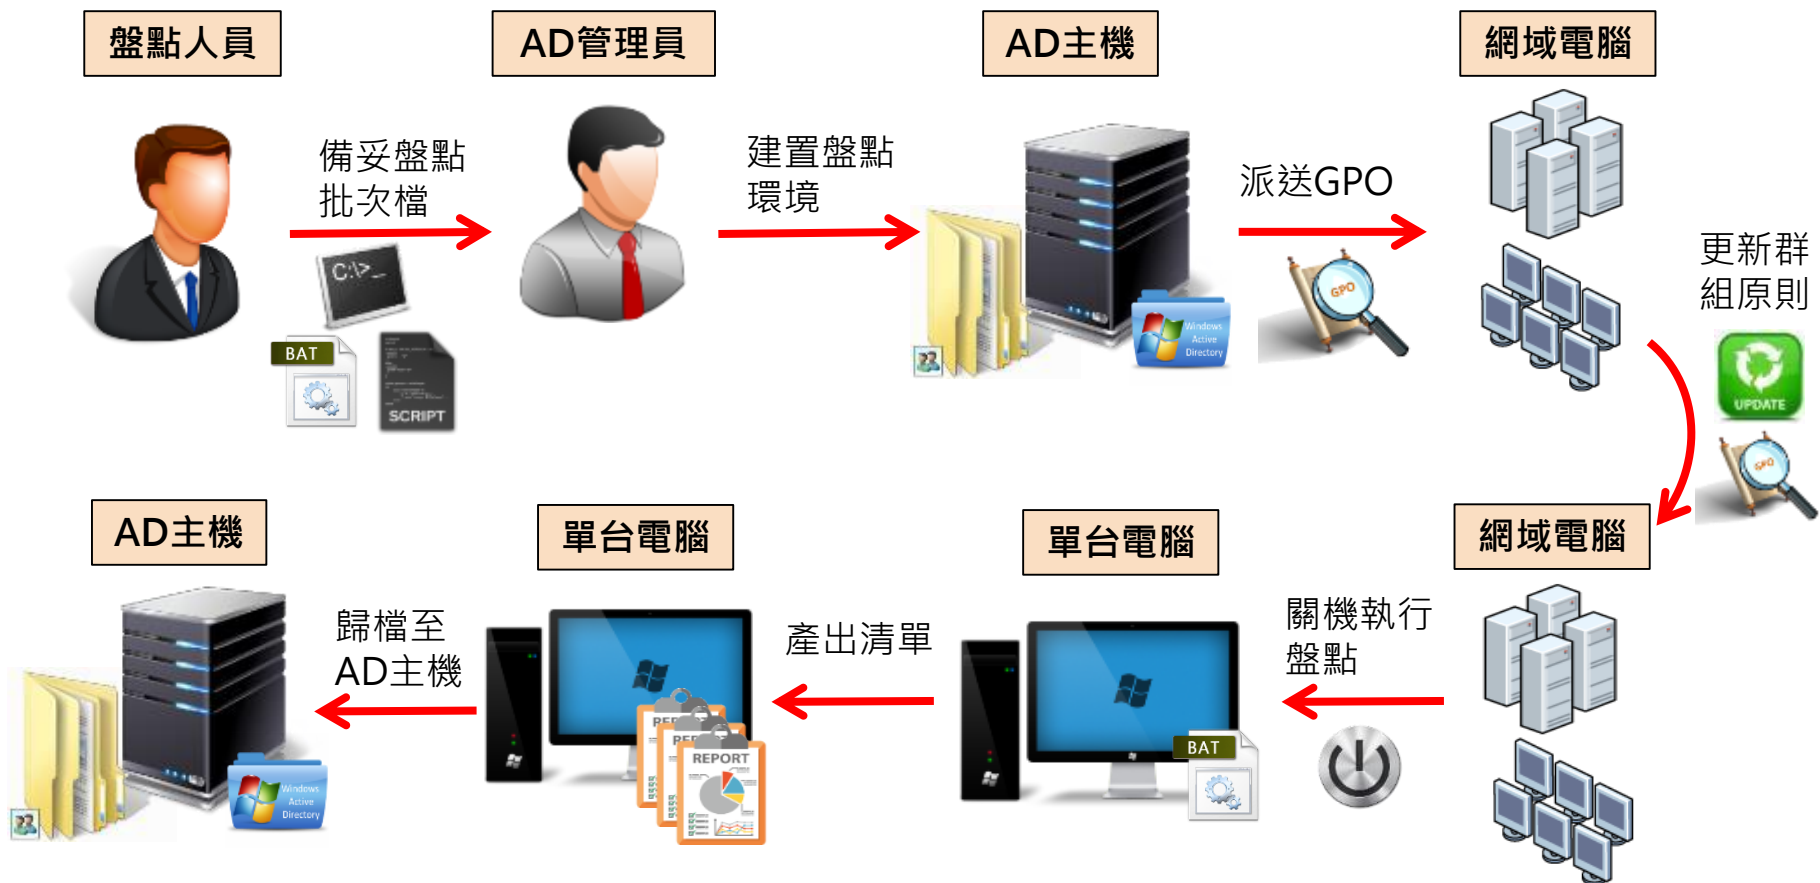 盤點人員
AD管理員
AD主機
網域電腦
備妥盤點
批次檔
建置盤點
環境
派送GPO
更新群
組原則
C:\>_
BAT
SCRIPT
Windows
Active
Directory
GPO
UPDATE
GPO
AD主機
單台電腦
單台電腦
網域電腦
歸檔至
AD主機
產出清單
關機執行
盤點
Windows
Active
Directory
REPORT
BAT